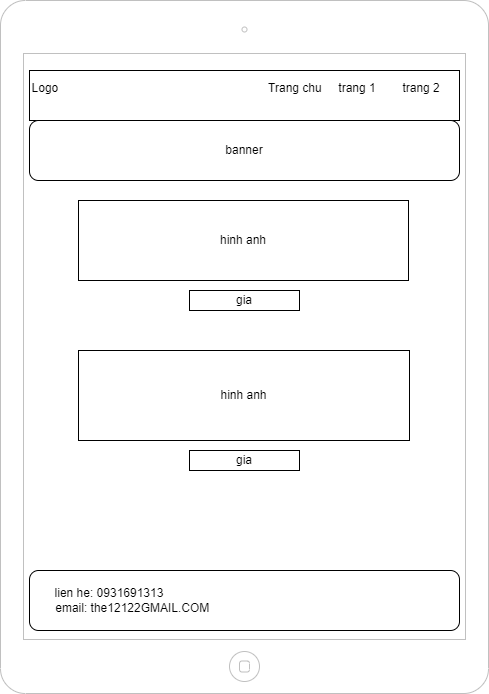 Logo
Trang chu
trang 1
trang 2
banner
hinh anh
gia
hinh anh
gia
lien he: 0931691313
email: the12122GMAIL.COM